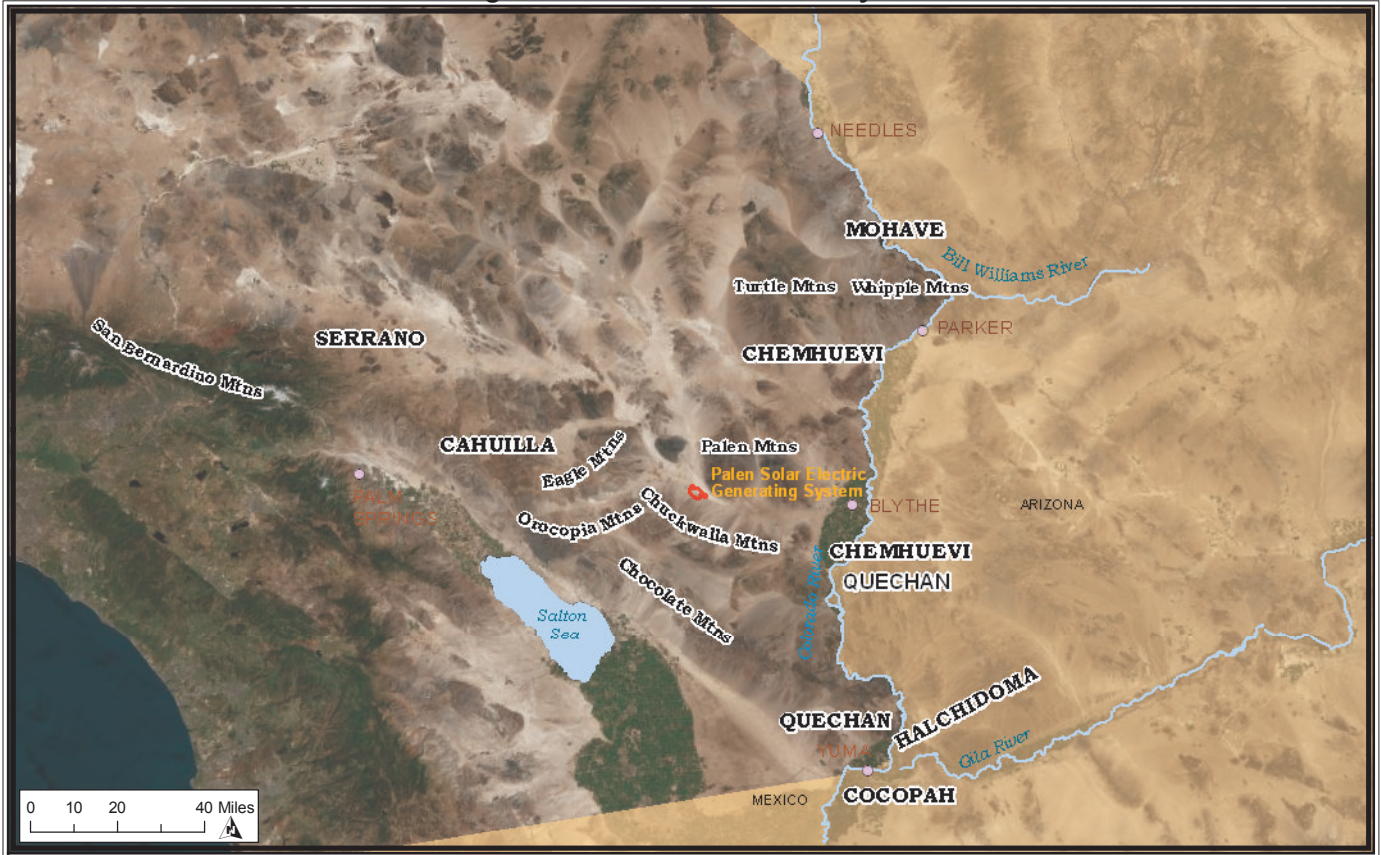 NEEDLES
MOHAVE
Bill Williams River
Turtle Mtns
Whipple Mtns
PARKER
San Bernardino Mtns
SERRANO
CHEMHUEVI
CAHUILLA
Eagle Mtns
Palen Mtns
Palen Solar Electric
Generating System
PALM
SPRINGS
Orocopia Mtns
Chuckwalla Mtns
BLYTHE
ARIZONA
CHEMHUEVI
QUECHAN
Chocolate Mtns
Colorado River
Salton
Sea
QUECHAN
HALCHIDOMA
YUMA
Gila River
MEXICO
COCOPAH
0 10 20 40 Miles
N